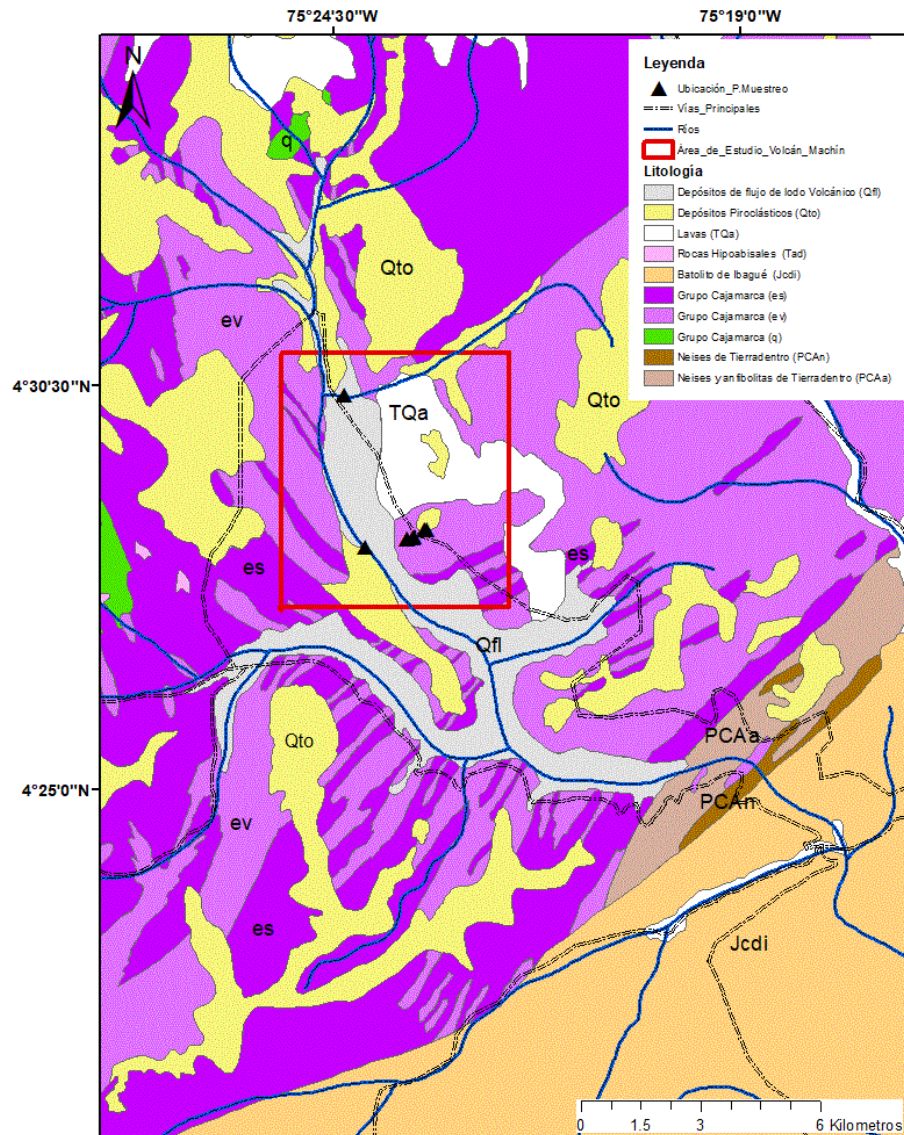 75°24'30"W
75°19'0"W
N
Leyenda
Ubicación_P.Muestreo
Vías_Principales
Ríos
Área_de_Estudio_Volcán_Machín
Litología
Depósitos de flujo de lodo Volcánico (Qfl)
Depósitos Piroclásticos (Qto)
Lavas (TQa)
Rocas Hipoabisales (Tad)
Batolito de Ibagué (Jcdi)
Grupo Cajamarca (es)
Grupo Cajamarca (ev)
Grupo Cajamarca (q)
Neises de Tierradentro (PCAn)
Neises yanfibolitas de Tierradentro (PCAa)
q
Qto
ev
4°30'30"N
TQa
Qto
es
es
Qfl
Qto
PCAa
4°25'0"N
PCAn
ev
es
Jcdi
0 1.5 3 6 Kilometros